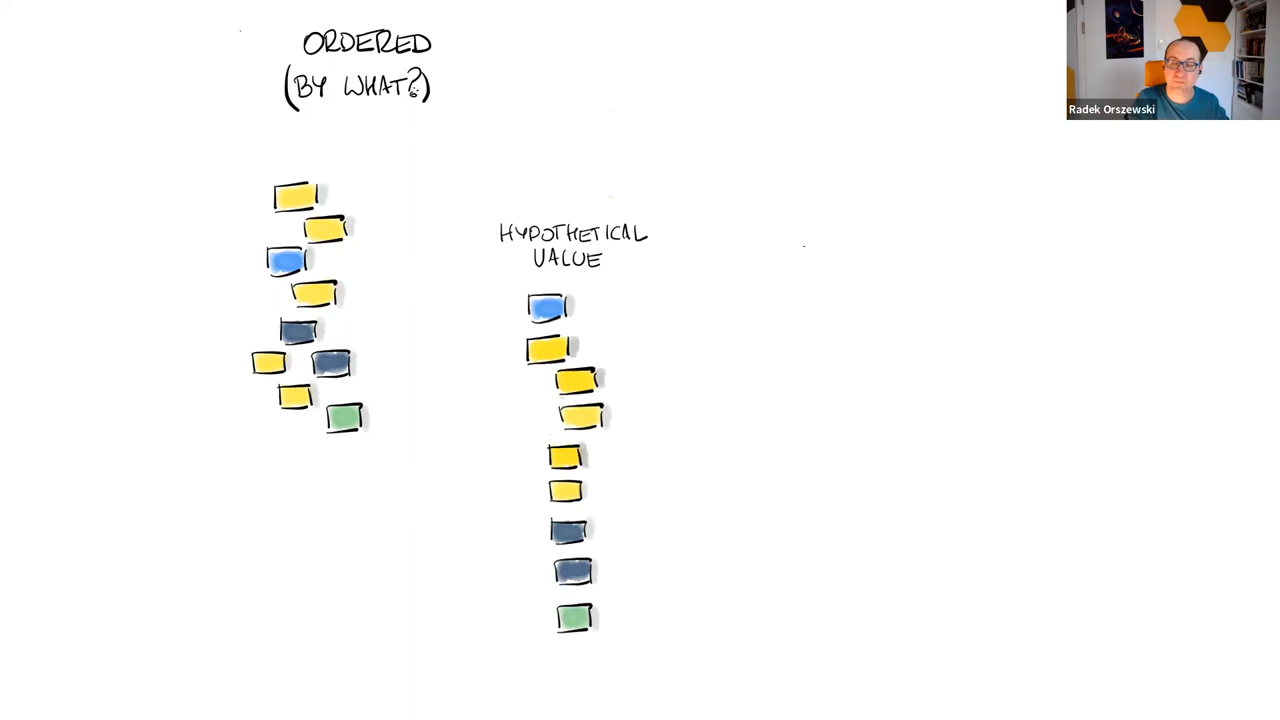 ORDERED
(BY WHAT?)
HYPOTHETICAL
VALUE
Radek Orszewski